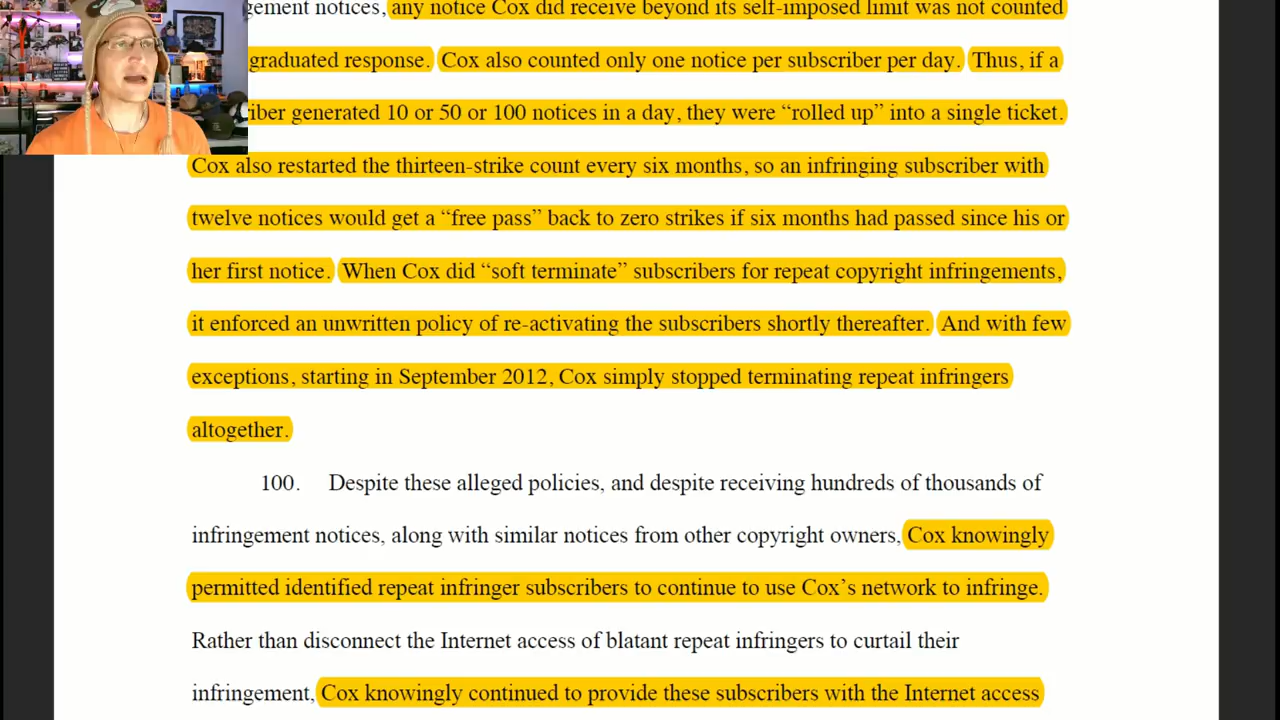 gement notices, any notice Cox did receive beyond its self-imposed limit was not counted
graduated response. Cox also counted only one notice per subscriber per day. Thus, if a
iber generated 10 or 50 or 100 notices in a day, they were “rolled up” into a single ticket.
Cox also restarted the thirteen-strike count every six months, so an infringing subscriber with
twelve notices would get a “free pass” back to zero strikes if six months had passed since his or
her first notice. When Cox did “soft terminate” subscribers for repeat copyright infringements,
it enforced an unwritten policy of re-activating the subscribers shortly thereafter. And with few
exceptions, starting in September 2012, Cox simply stopped terminating repeat infringers
altogether.
100. Despite these alleged policies, and despite receiving hundreds of thousands of
infringement notices, along with similar notices from other copyright owners, Cox knowingly
permitted identified repeat infringer subscribers to continue to use Cox’s network to infringe.
Rather than disconnect the Internet access of blatant repeat infringers to curtail their
infringement, Cox knowingly continued to provide these subscribers with the Internet access